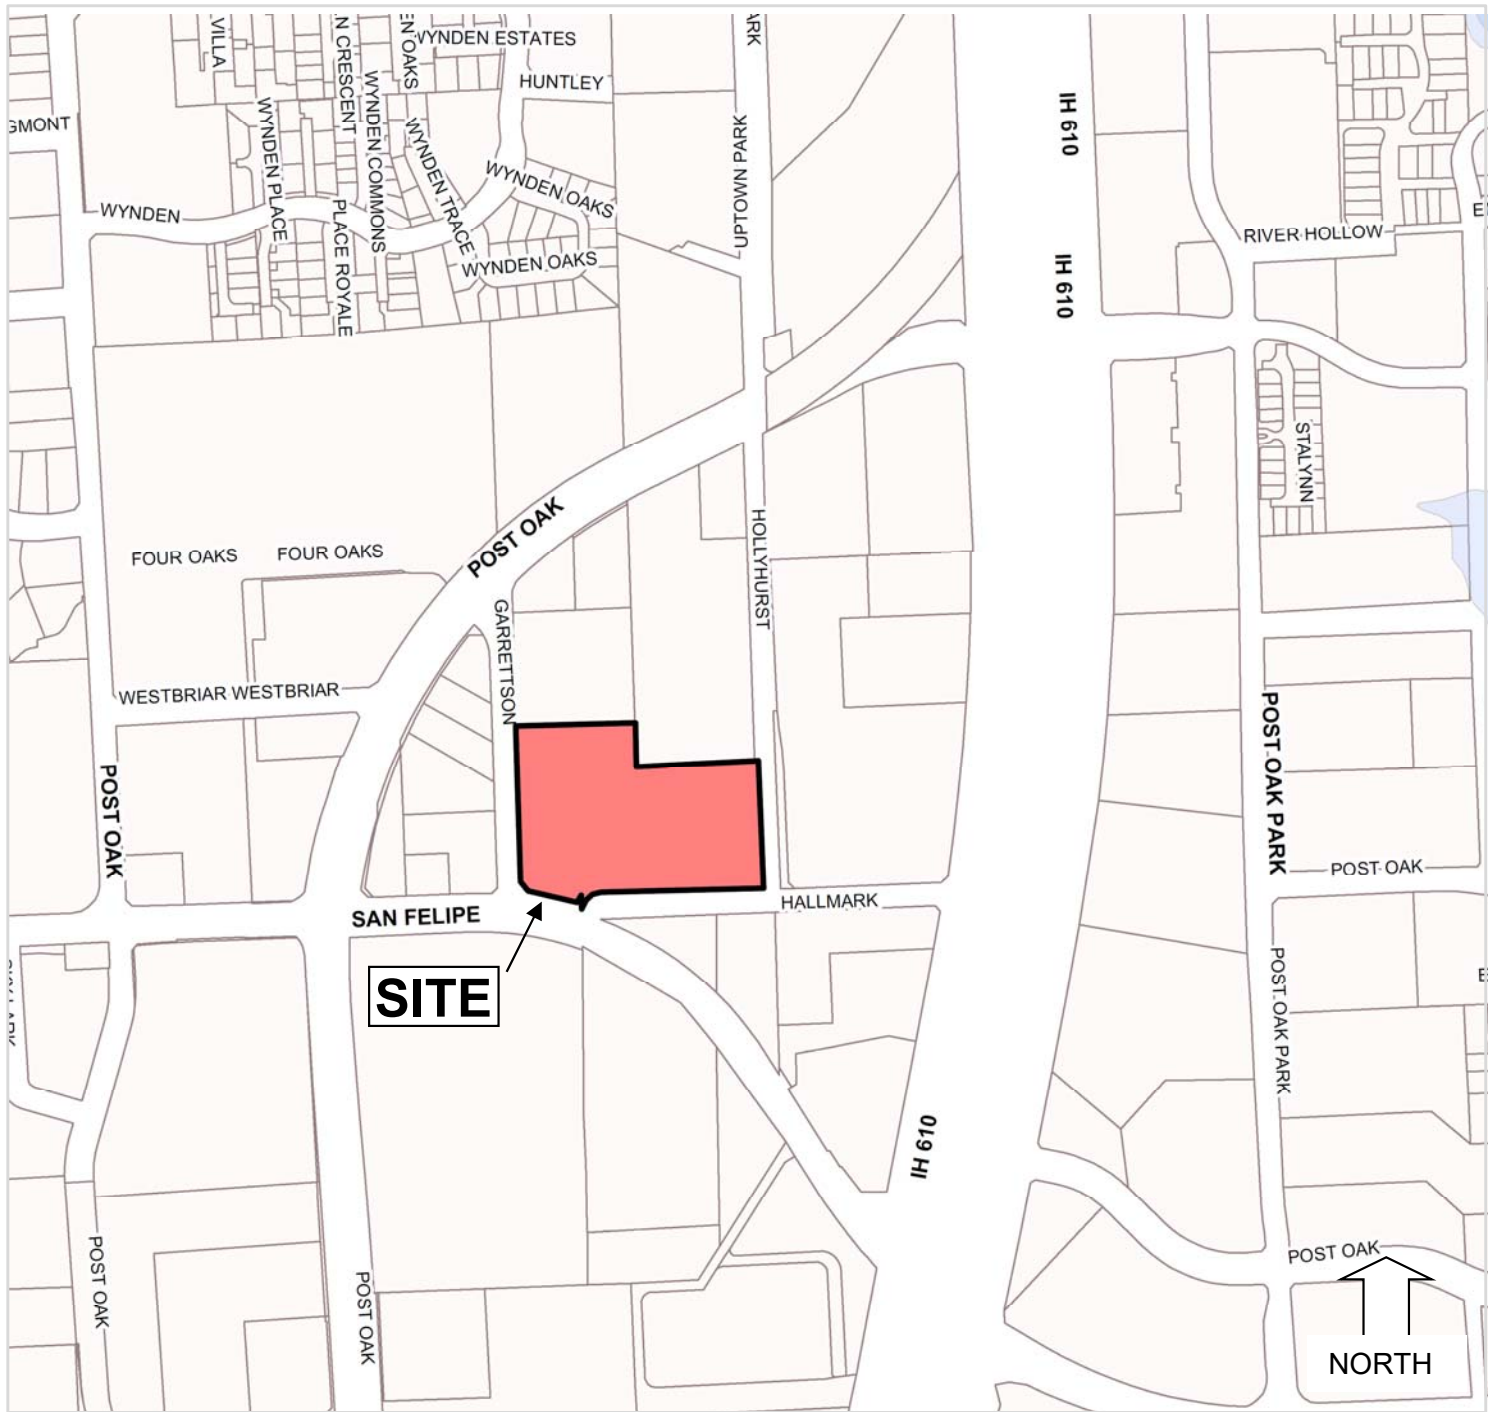 VILLA
WYNDEN ESTATES
HUNTLEY
WYNDEN PLACE
WYNDEN COMMONS
WYNDEN TRACE
UPTOWN PARK
IH 610
WYNDEN OAKS
WYNDEN
PLACE ROYALE
RIVER HOLLOW
WYNDEN OAKS
IH 610
STALYNN
POST OAK
HOLLYHURST
FOUR OAKS
FOUR OAKS
GARRETTSON
WESTBRIAR WESTBRIAR
POST OAK
POST OAK PARK
POST OAK
SAN FELIPE
HALLMARK
SITE
POST OAK PARK
IH 610
POST OAK
POST OAK
POST OAK
NORTH